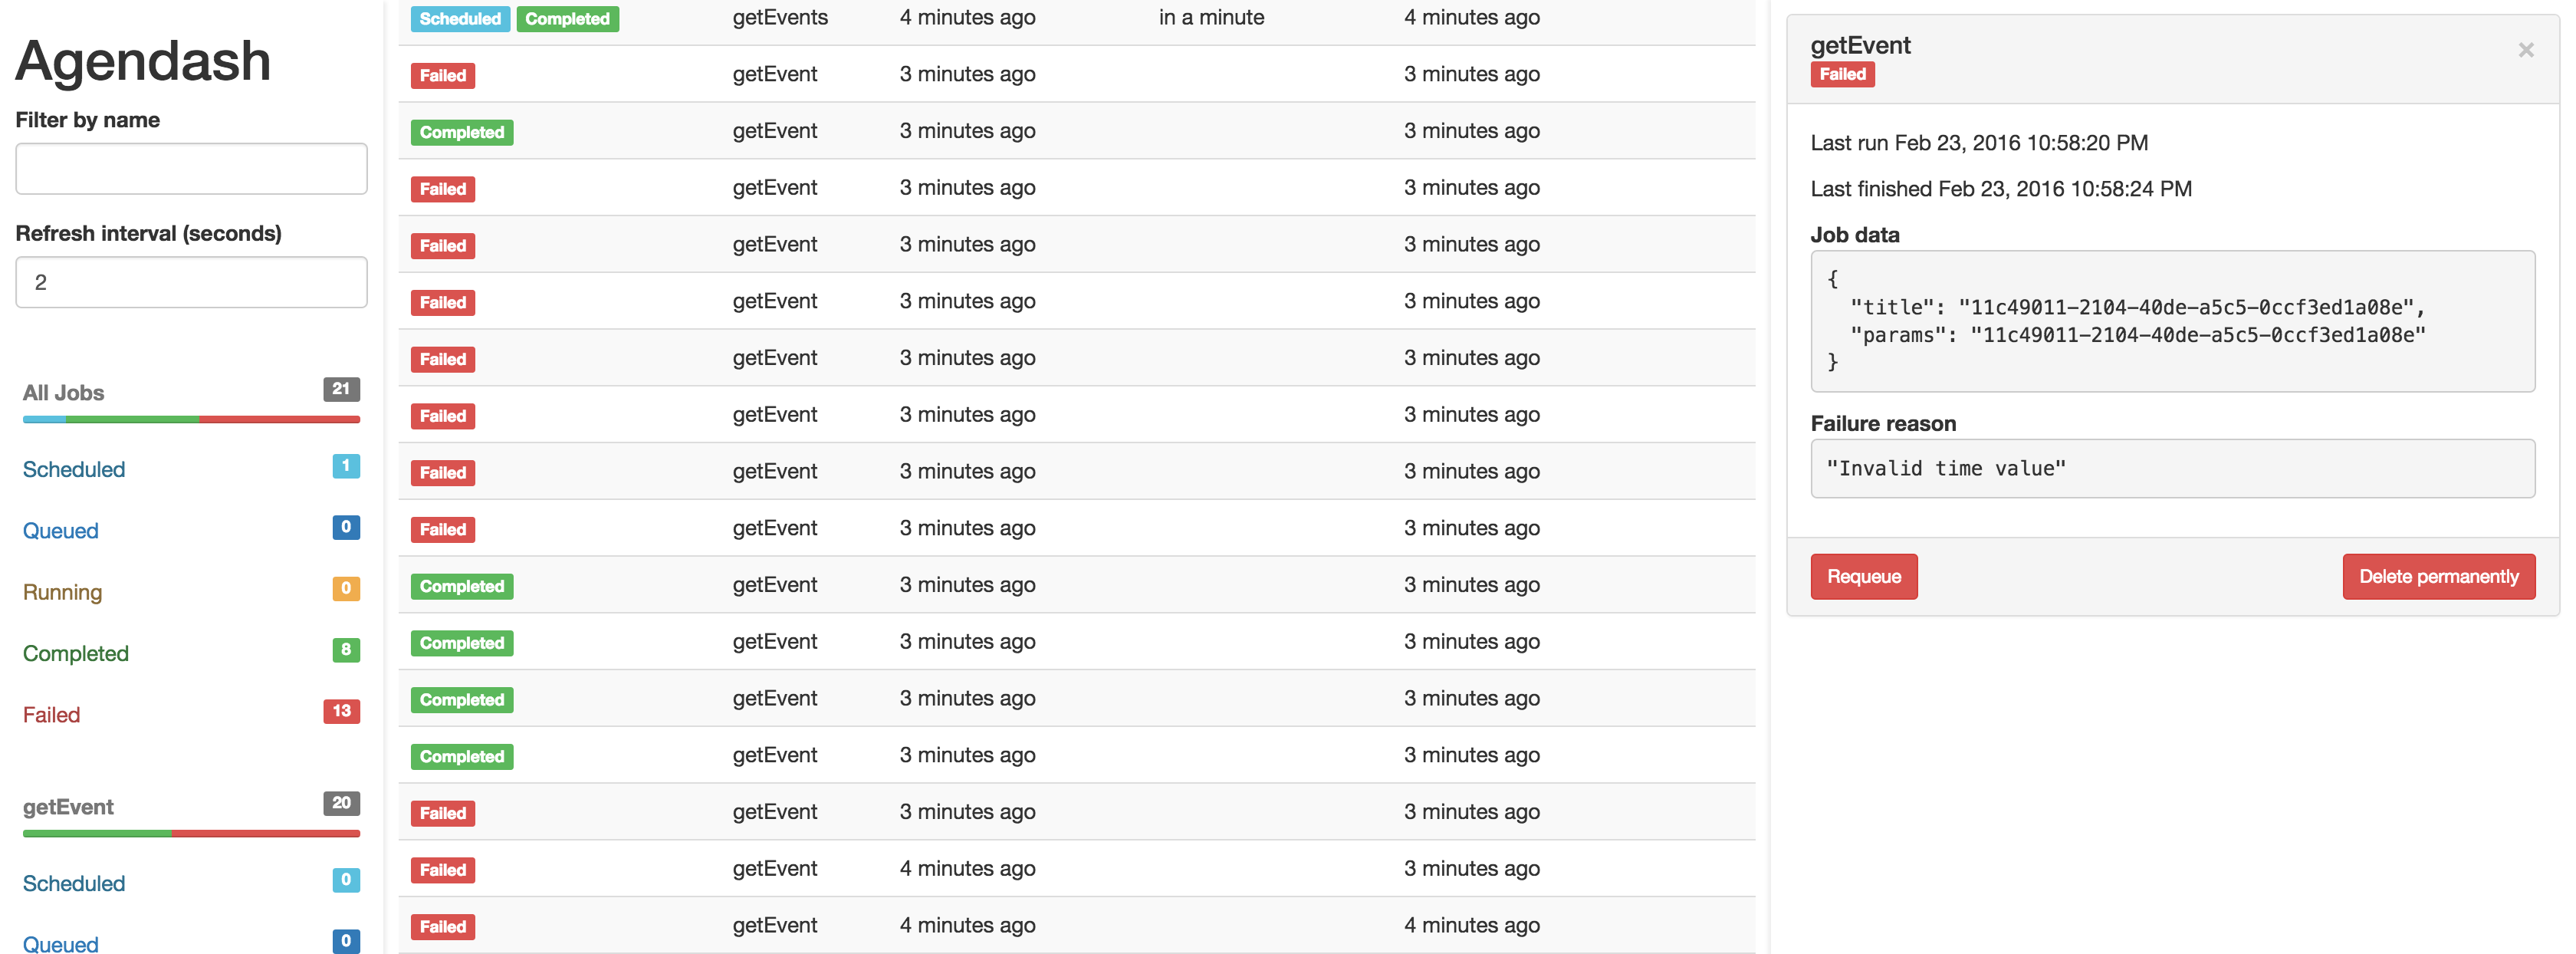 Agendash
Filter by name
Refresh interval (seconds)
2
All Jobs 21
Scheduled 1
Queued 0
Running 0
Completed 8
Failed 13
getEvent 20
Scheduled 0
Queued 0
Scheduled Completed getEvents 4 minutes ago in a minute 4 minutes ago
Failed getEvent 3 minutes ago 3 minutes ago
Completed getEvent 3 minutes ago 3 minutes ago
Failed getEvent 3 minutes ago 3 minutes ago
Failed getEvent 3 minutes ago 3 minutes ago
Failed getEvent 3 minutes ago 3 minutes ago
Failed getEvent 3 minutes ago 3 minutes ago
Failed getEvent 3 minutes ago 3 minutes ago
Failed getEvent 3 minutes ago 3 minutes ago
Failed getEvent 3 minutes ago 3 minutes ago
Completed getEvent 3 minutes ago 3 minutes ago
Completed getEvent 3 minutes ago 3 minutes ago
Completed getEvent 3 minutes ago 3 minutes ago
Completed getEvent 3 minutes ago 3 minutes ago
Failed getEvent 3 minutes ago 3 minutes ago
Failed getEvent 4 minutes ago 3 minutes ago
Failed getEvent 4 minutes ago 4 minutes ago
getEvent ×
Failed
Last run Feb 23, 2016 10:58:20 PM
Last finished Feb 23, 2016 10:58:24 PM
Job data
{
"title": "11c49011-2104-40de-a5c5-0ccf3ed1a08e",
"params": "11c49011-2104-40de-a5c5-0ccf3ed1a08e"
}
Failure reason
"Invalid time value"
Requeue Delete permanently